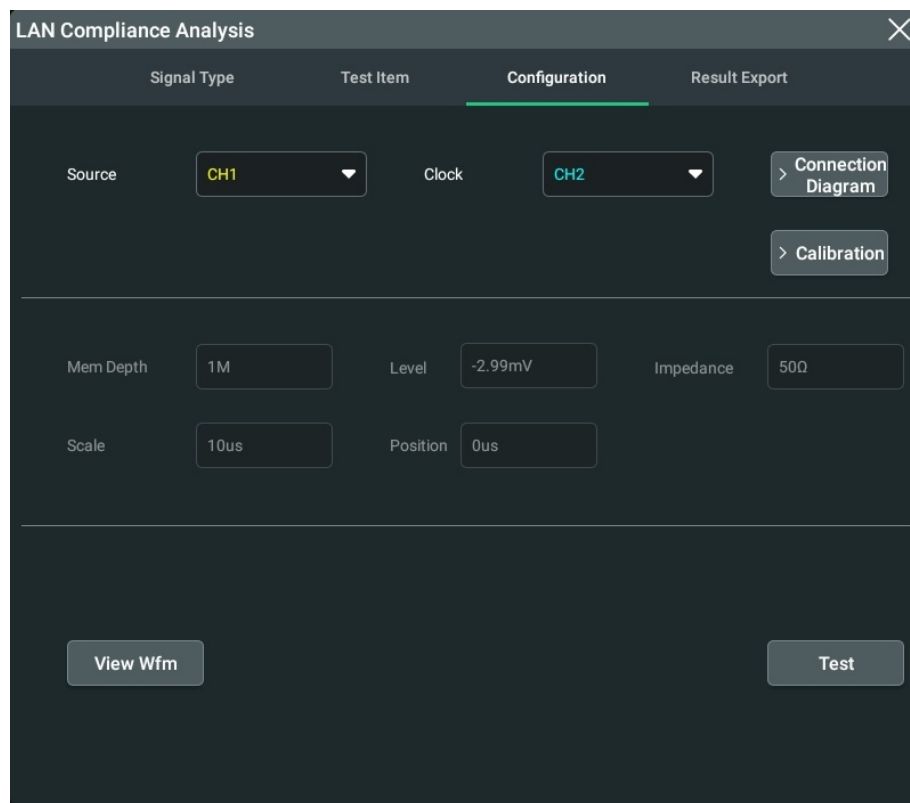 LAN Compliance Analysis
Signal Type
Test Item
Configuration
Result Export
Source
CH1
Clock
CH2
> Connection
Diagram
> Calibration
Mem Depth
1M
Level
-2.99mV
Impedance
50Ω
Scale
10us
Position
0us
View Wfm
Test